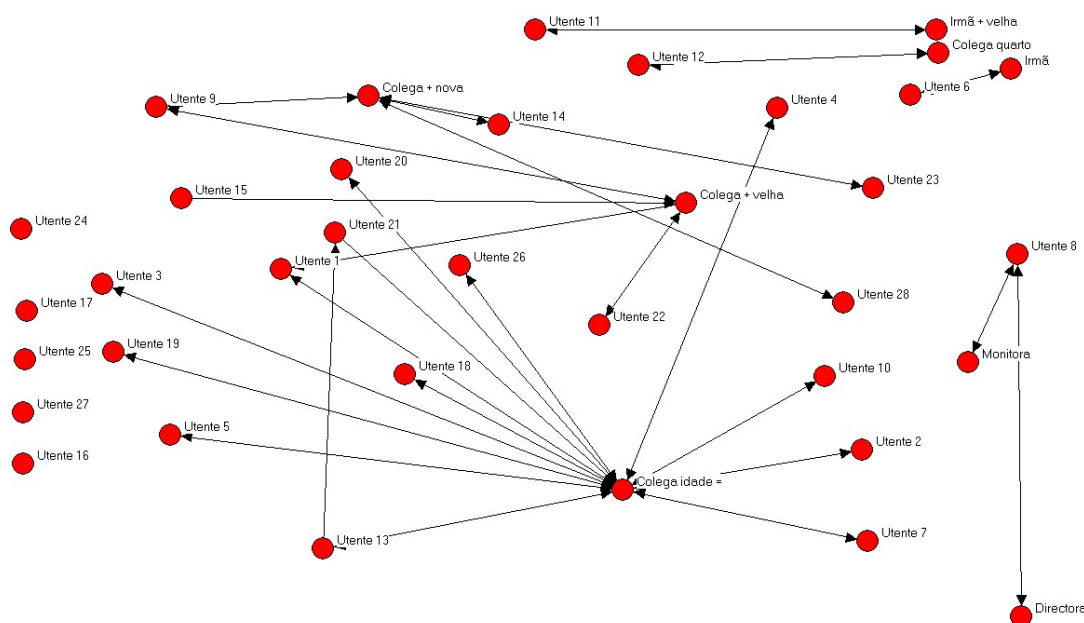 Utente 11
Irmã + velha
Colega quarto
Utente 12
Irmã
Utente 6
Colega + nova
Utente 9
Utente 4
Utente 14
Utente 20
Utente 23
Utente 15
Colega + velha
Utente 24
Utente 21
Utente 8
Utente 1
Utente 26
Utente 3
Utente 28
Utente 17
Utente 22
Utente 19
Utente 25
Monitora
Utente 18
Utente 10
Utente 27
Utente 5
Utente 2
Utente 16
Colega idade =
Utente 7
Utente 13
Directora